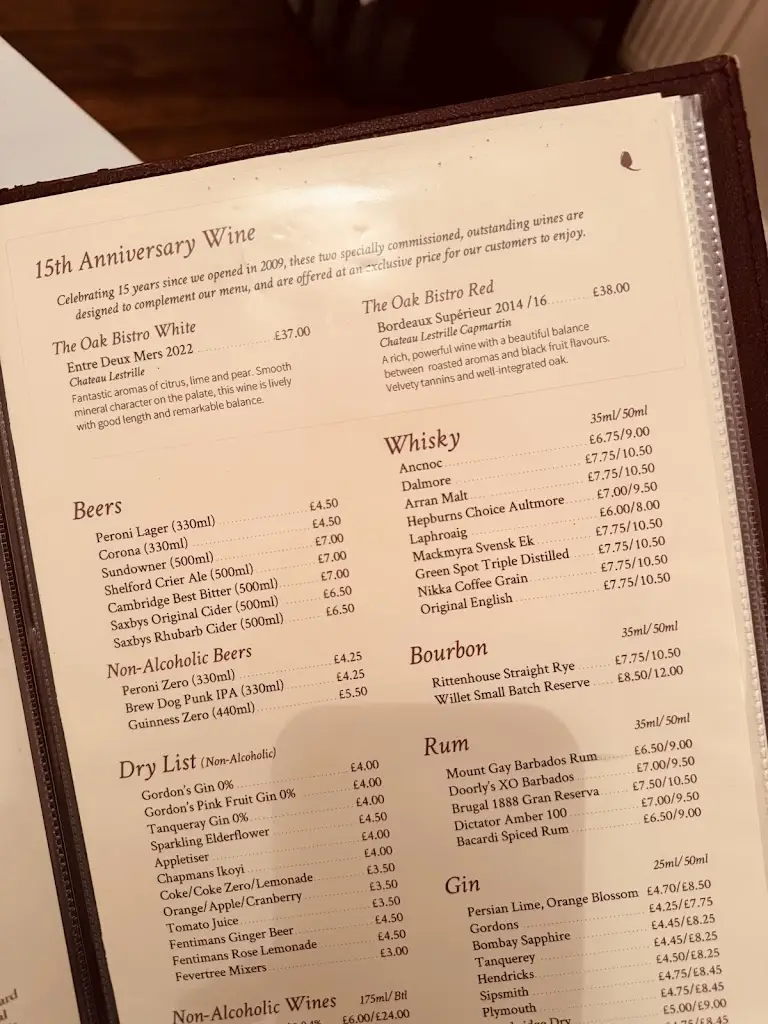 15th Anniversary Wine
Celebrating 15 years since we opened in 2009, these two specially commissioned, outstanding wines are
designed to complement our menu, and are offered at an exclusive price for our customers to enjoy.
The Oak Bistro White
Entre Deux Mers 2022 £37.00
Chateau Lestrille
Fantastic aromas of citrus, lime and pear. Smooth
mineral character on the palate, this wine is lively
with good length and remarkable balance.
The Oak Bistro Red
Bordeaux Supérieur 2014 /16 £38.00
Chateau Lestrille Capmartin
A rich, powerful wine with a beautiful balance
between roasted aromas and black fruit flavours.
Velvety tannins and well-integrated oak.
Beers
Peroni Lager (330ml) £4.50
Corona (330ml) £4.50
Sundowner (500ml) £7.00
Shelford Crier Ale (500ml) £7.00
Cambridge Best Bitter (500ml) £7.00
Saxbys Original Cider (500ml) £6.50
Saxbys Rhubarb Cider (500ml) £6.50
Non-Alcoholic Beers
Peroni Zero (330ml) £4.25
Brew Dog Punk IPA (330ml) £4.25
Guinness Zero (440ml) £5.50
Dry List (Non-Alcoholic)
Gordon's Gin 0% £4.00
Gordon's Pink Fruit Gin 0% £4.00
Tanqueray Gin 0% £4.00
Sparkling Elderflower £4.50
Appletiser £4.00
Chapmans Ikoyi £4.00
Coke/Coke Zero/Lemonade £3.50
Orange/Apple/Cranberry £3.50
Tomato Juice £3.50
Fentimans Ginger Beer £4.50
Fentimans Rose Lemonade £4.50
Fevertree Mixers £3.00
Non-Alcoholic Wines 175ml/ Btl
£6.00/£24.00
Whisky 35ml/50ml
Ancnoc £6.75/9.00
Dalmore £7.75/10.50
Arran Malt £7.75/10.50
Hepburns Choice Aultmore £7.00/9.50
Laphroaig £6.00/8.00
Mackmyra Svensk Ek £7.75/10.50
Green Spot Triple Distilled £7.75/10.50
Nikka Coffee Grain £7.75/10.50
Original English £7.75/10.50
Bourbon 35ml/50ml
Rittenhouse Straight Rye £7.75/10.50
Willet Small Batch Reserve £8.50/12.00
Rum 35ml/50ml
Mount Gay Barbados Rum £6.50/9.00
Doorly's XO Barbados £7.00/9.50
Brugal 1888 Gran Reserva £7.50/10.50
Dictator Amber 100 £7.00/9.50
Bacardi Spiced Rum £6.50/9.00
Gin 25ml/50ml
Persian Lime, Orange Blossom £4.70/£8.50
Gordons £4.25/£7.75
Bombay Sapphire £4.45/£8.25
Tanquerey £4.45/£8.25
Hendricks £4.50/£8.25
Sipsmith £4.75/£8.45
Plymouth £4.75/£8.45
£5.00/£9.00